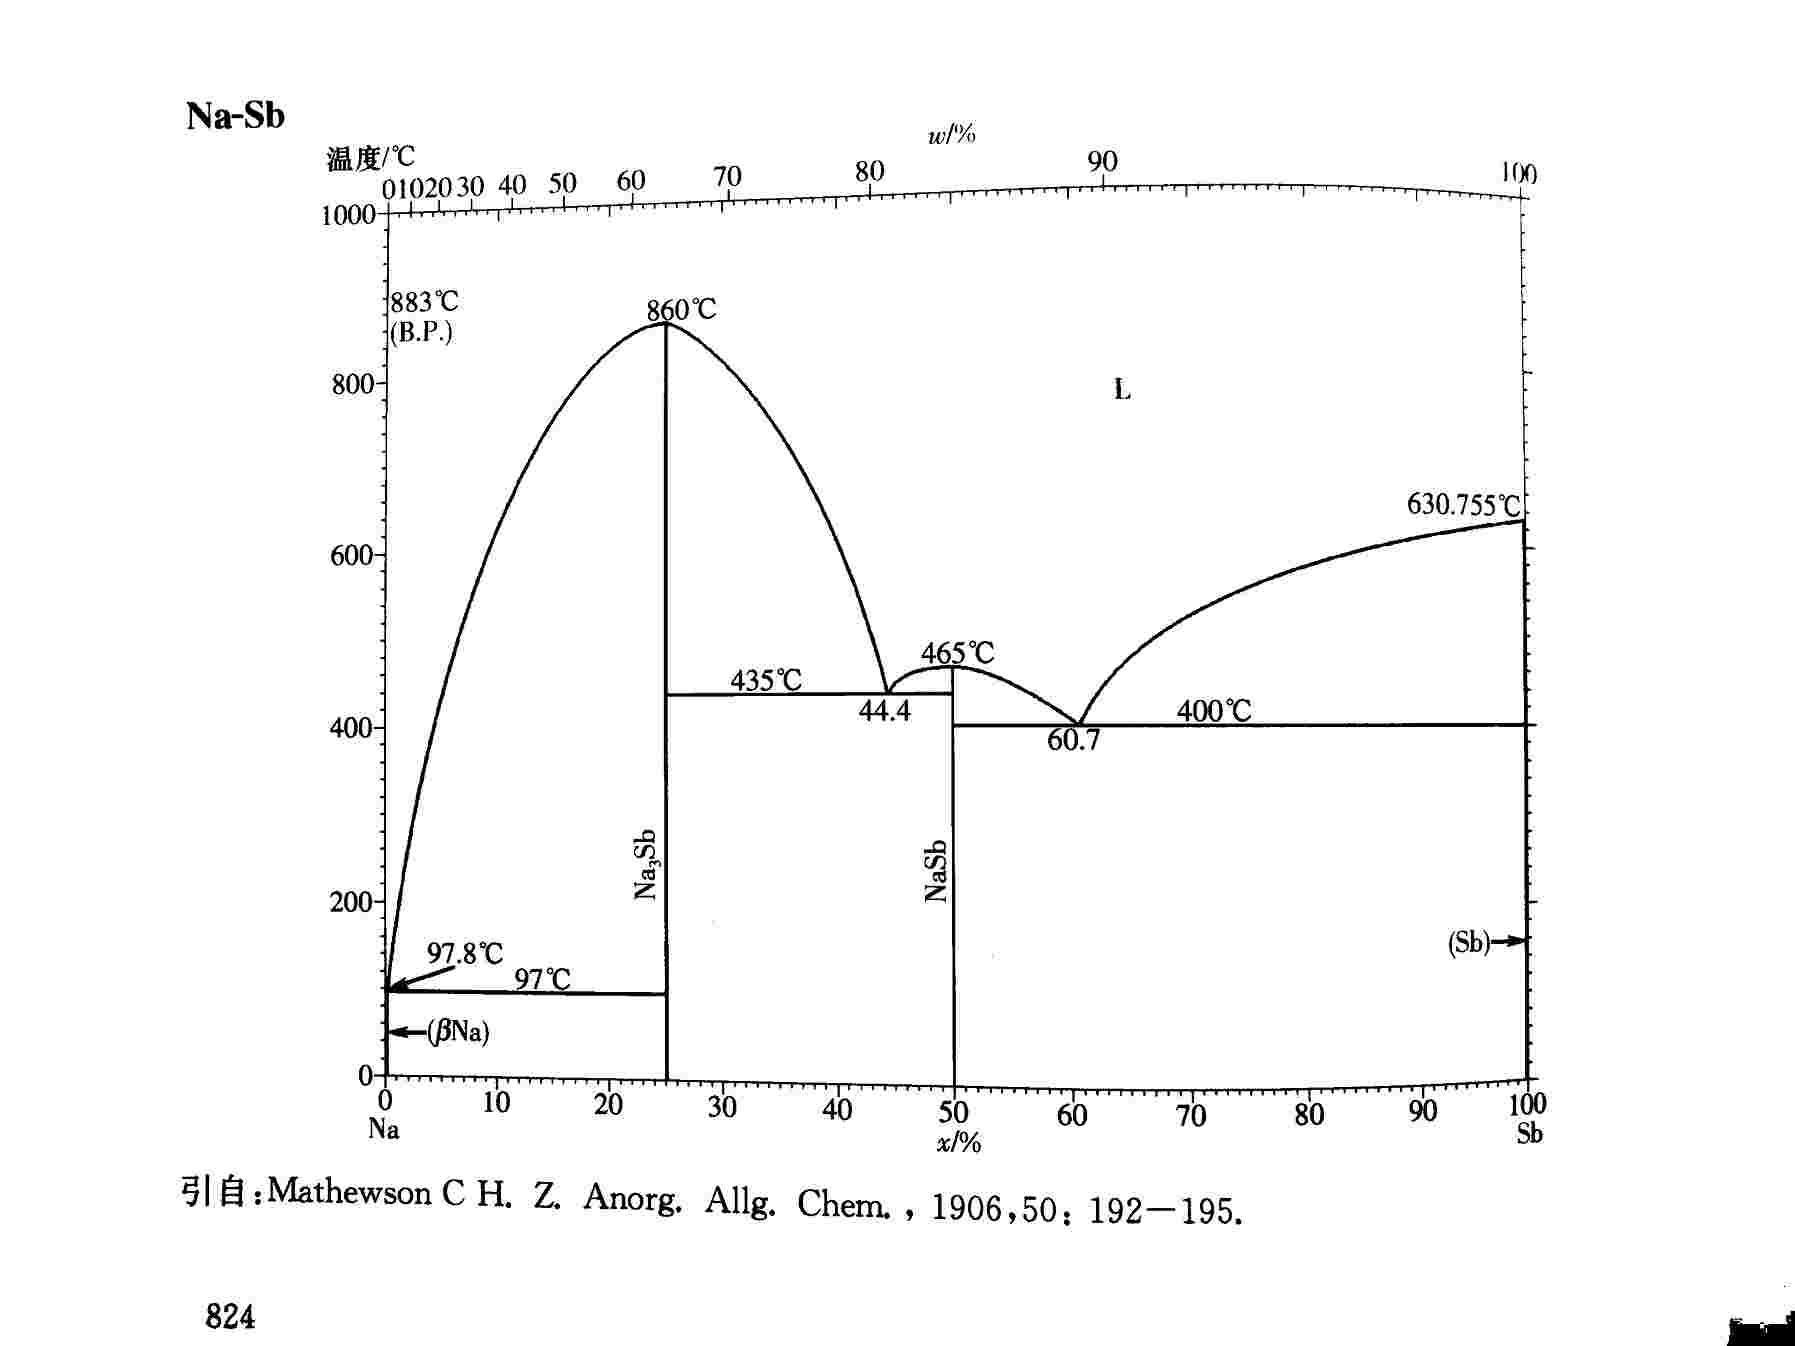 Na-Sb
w/%
温度/℃
0 10 20 30 40 50 60 70 80 90 100
1000
883℃
(B.P.)
860℃
800
L
630.755℃
600
465℃
435℃
44.4
400℃
400
60.7
Na₃Sb
NaSb
200
(Sb)
97.8℃
97℃
(βNa)
0
0 10 20 30 40 50 60 70 80 90 100
Na
x/%
Sb
引自:Mathewson C H. Z. Anorg. Allg. Chem., 1906,50: 192—195.
824